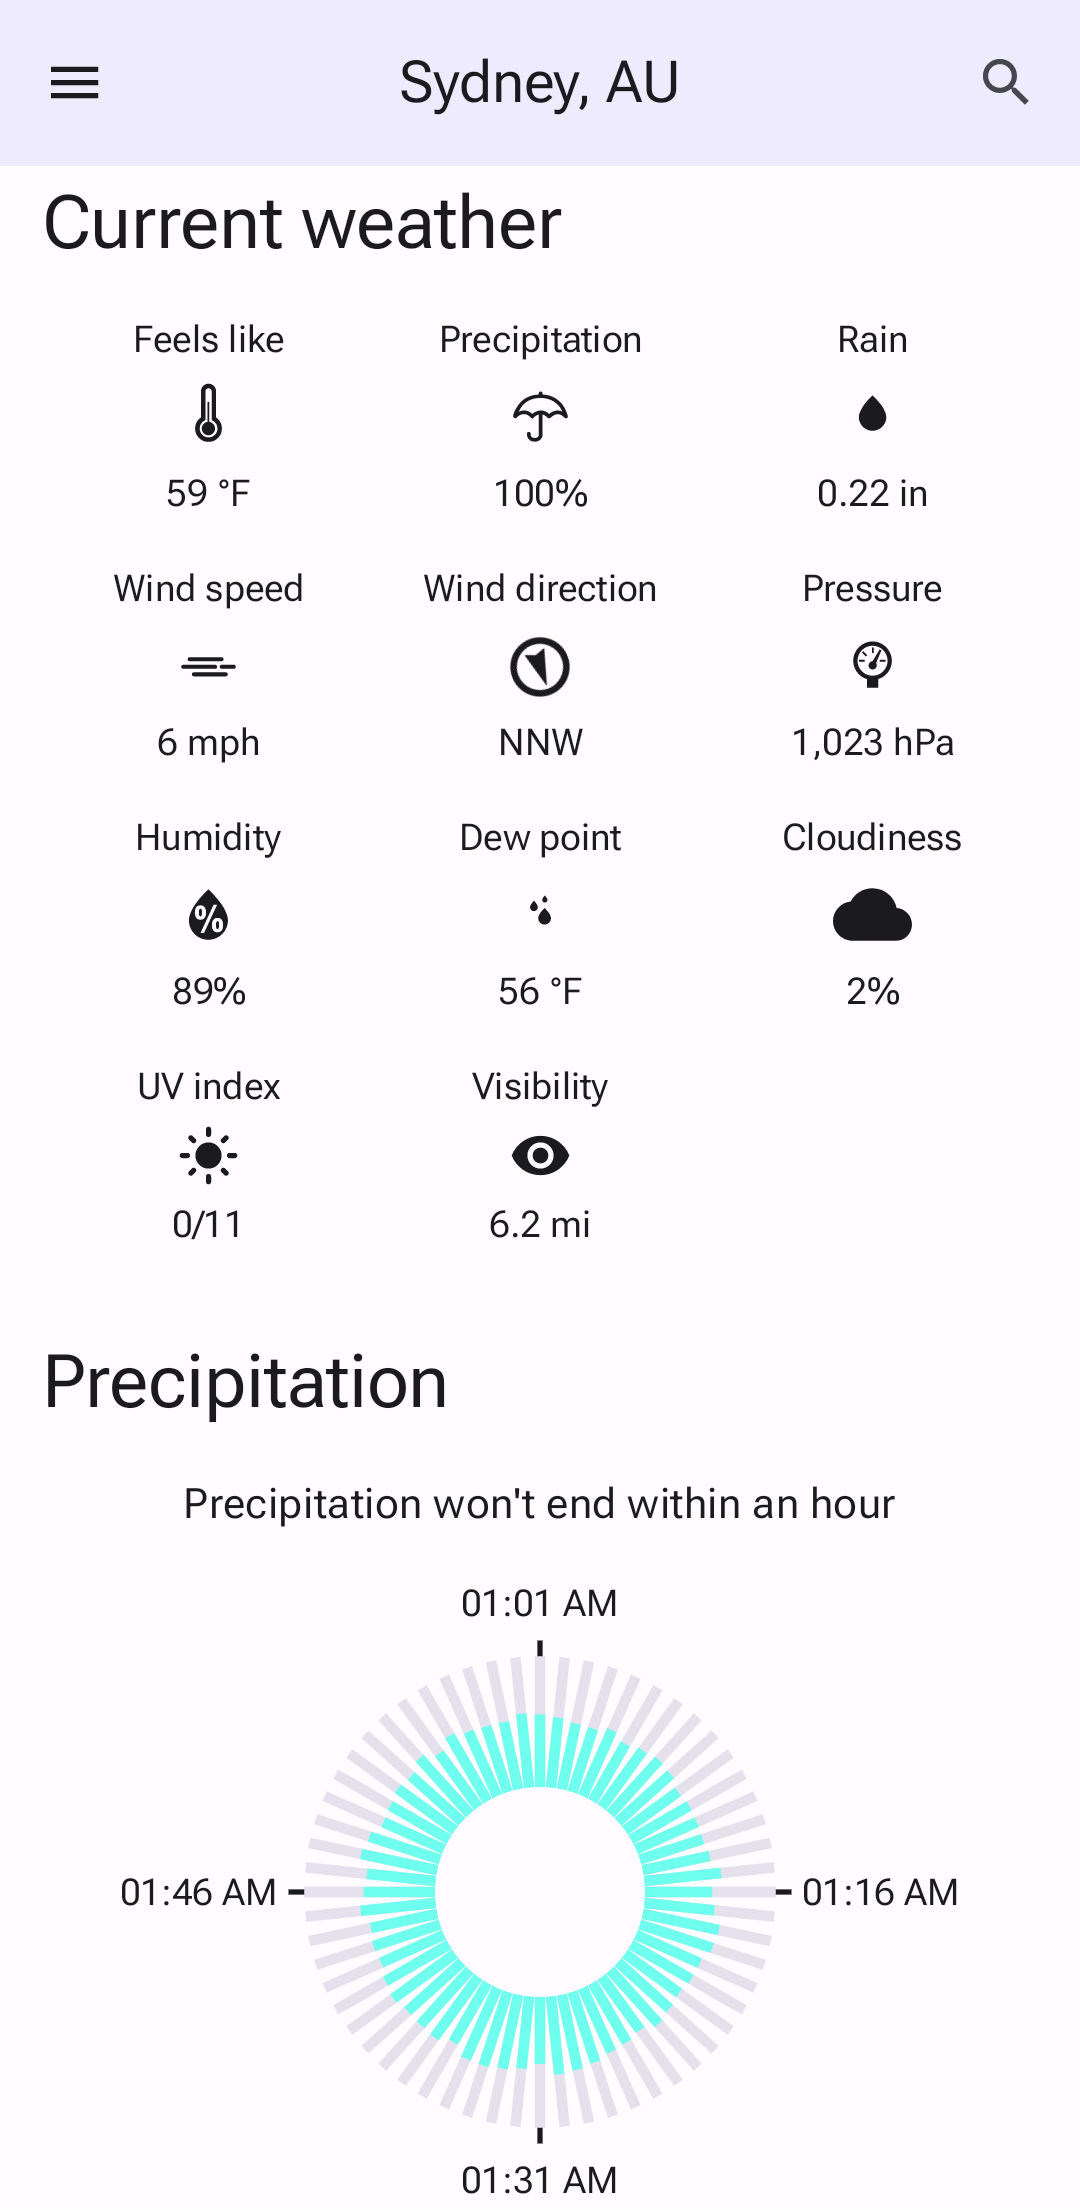 Sydney, AU
Current weather
Feels like
Precipitation
Rain
59 °F
100%
0.22 in
Wind speed
Wind direction
Pressure
6 mph
NNW
1,023 hPa
Humidity
Dew point
Cloudiness
%
89%
56 °F
2%
UV index
Visibility
0/11
6.2 mi
Precipitation
Precipitation won't end within an hour
01:01 AM
01:46 AM
01:16 AM
01:31 AM